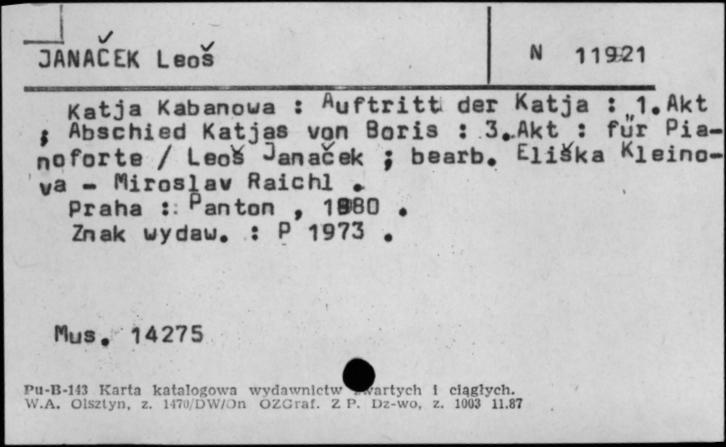 JANAČEK Leoš
N 11921
Katja Kabanowa : Auftritt der Katja : 1.Akt
; Abschied Katjas von Boris : 3.Akt : für Pia-
noforte / Leoš Janaček ; bearb. Eliška Kleino-
va - Miroslav Raichl .
Praha : Panton , 1980 .
Znak wydaw. : P 1973 .
Mus. 14275
Pu-B-143 Karta katalogowa wydawnictw zwartych i ciągłych.
W.A. Olsztyn, z. 1470/DW/On OZGraf. Z P. Dz-wo, z. 1003 11.87